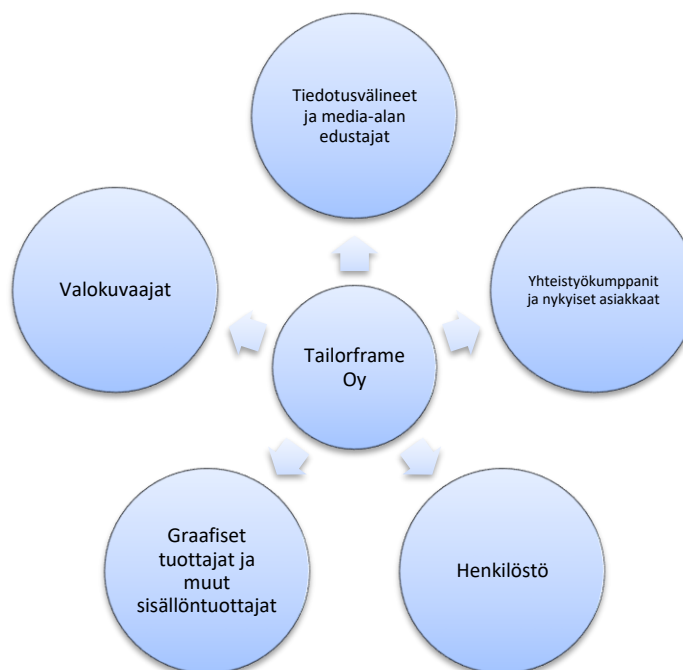 Tiedotusvälineet
ja media-alan
edustajat
Valokuvaajat
Yhteistyökumppanit
ja nykyiset asiakkaat
Tailorframe
Oy
Graafiset
tuottajat ja
muut
sisällöntuottajat
Henkilöstö